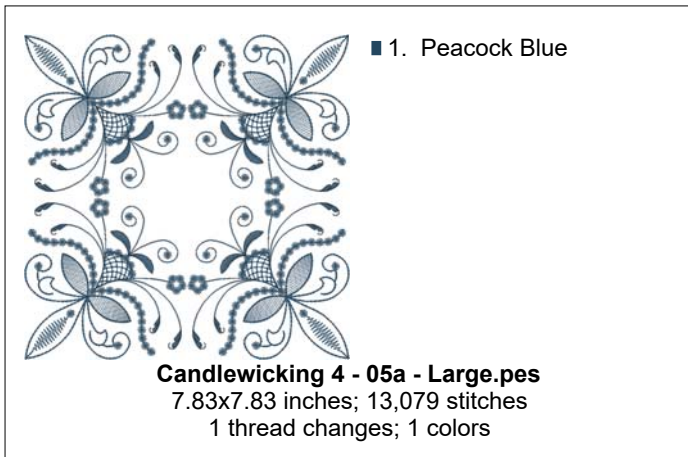 1. Peacock Blue
Candlewicking 4 - 05a - Large.pes
7.83x7.83 inches; 13,079 stitches
1 thread changes; 1 colors